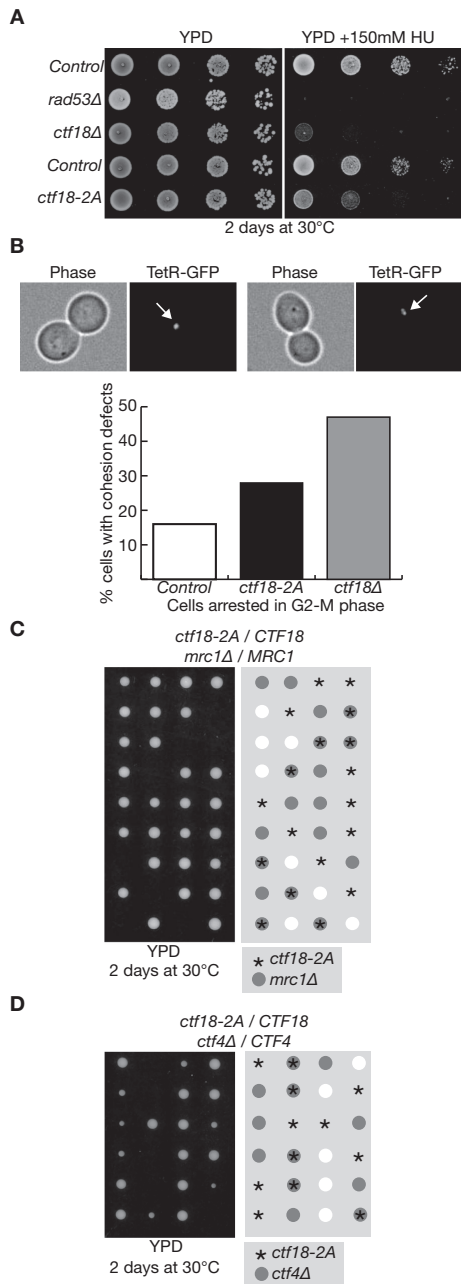 A
YPD
YPD +150mM HU
Control
rad53Δ
ctf18Δ
Control
ctf18-2A
2 days at 30°C
B
Phase
TetR-GFP
Phase
TetR-GFP
% cells with cohesion defects
50
40
30
20
10
Control
ctf18-2A
ctf18Δ
Cells arrested in G2-M phase
C
ctf18-2A / CTF18
mrc1Δ / MRC1
YPD
2 days at 30°C
* ctf18-2A
mrc1Δ
D
ctf18-2A / CTF18
ctf4Δ / CTF4
YPD
2 days at 30°C
* ctf18-2A
ctf4Δ